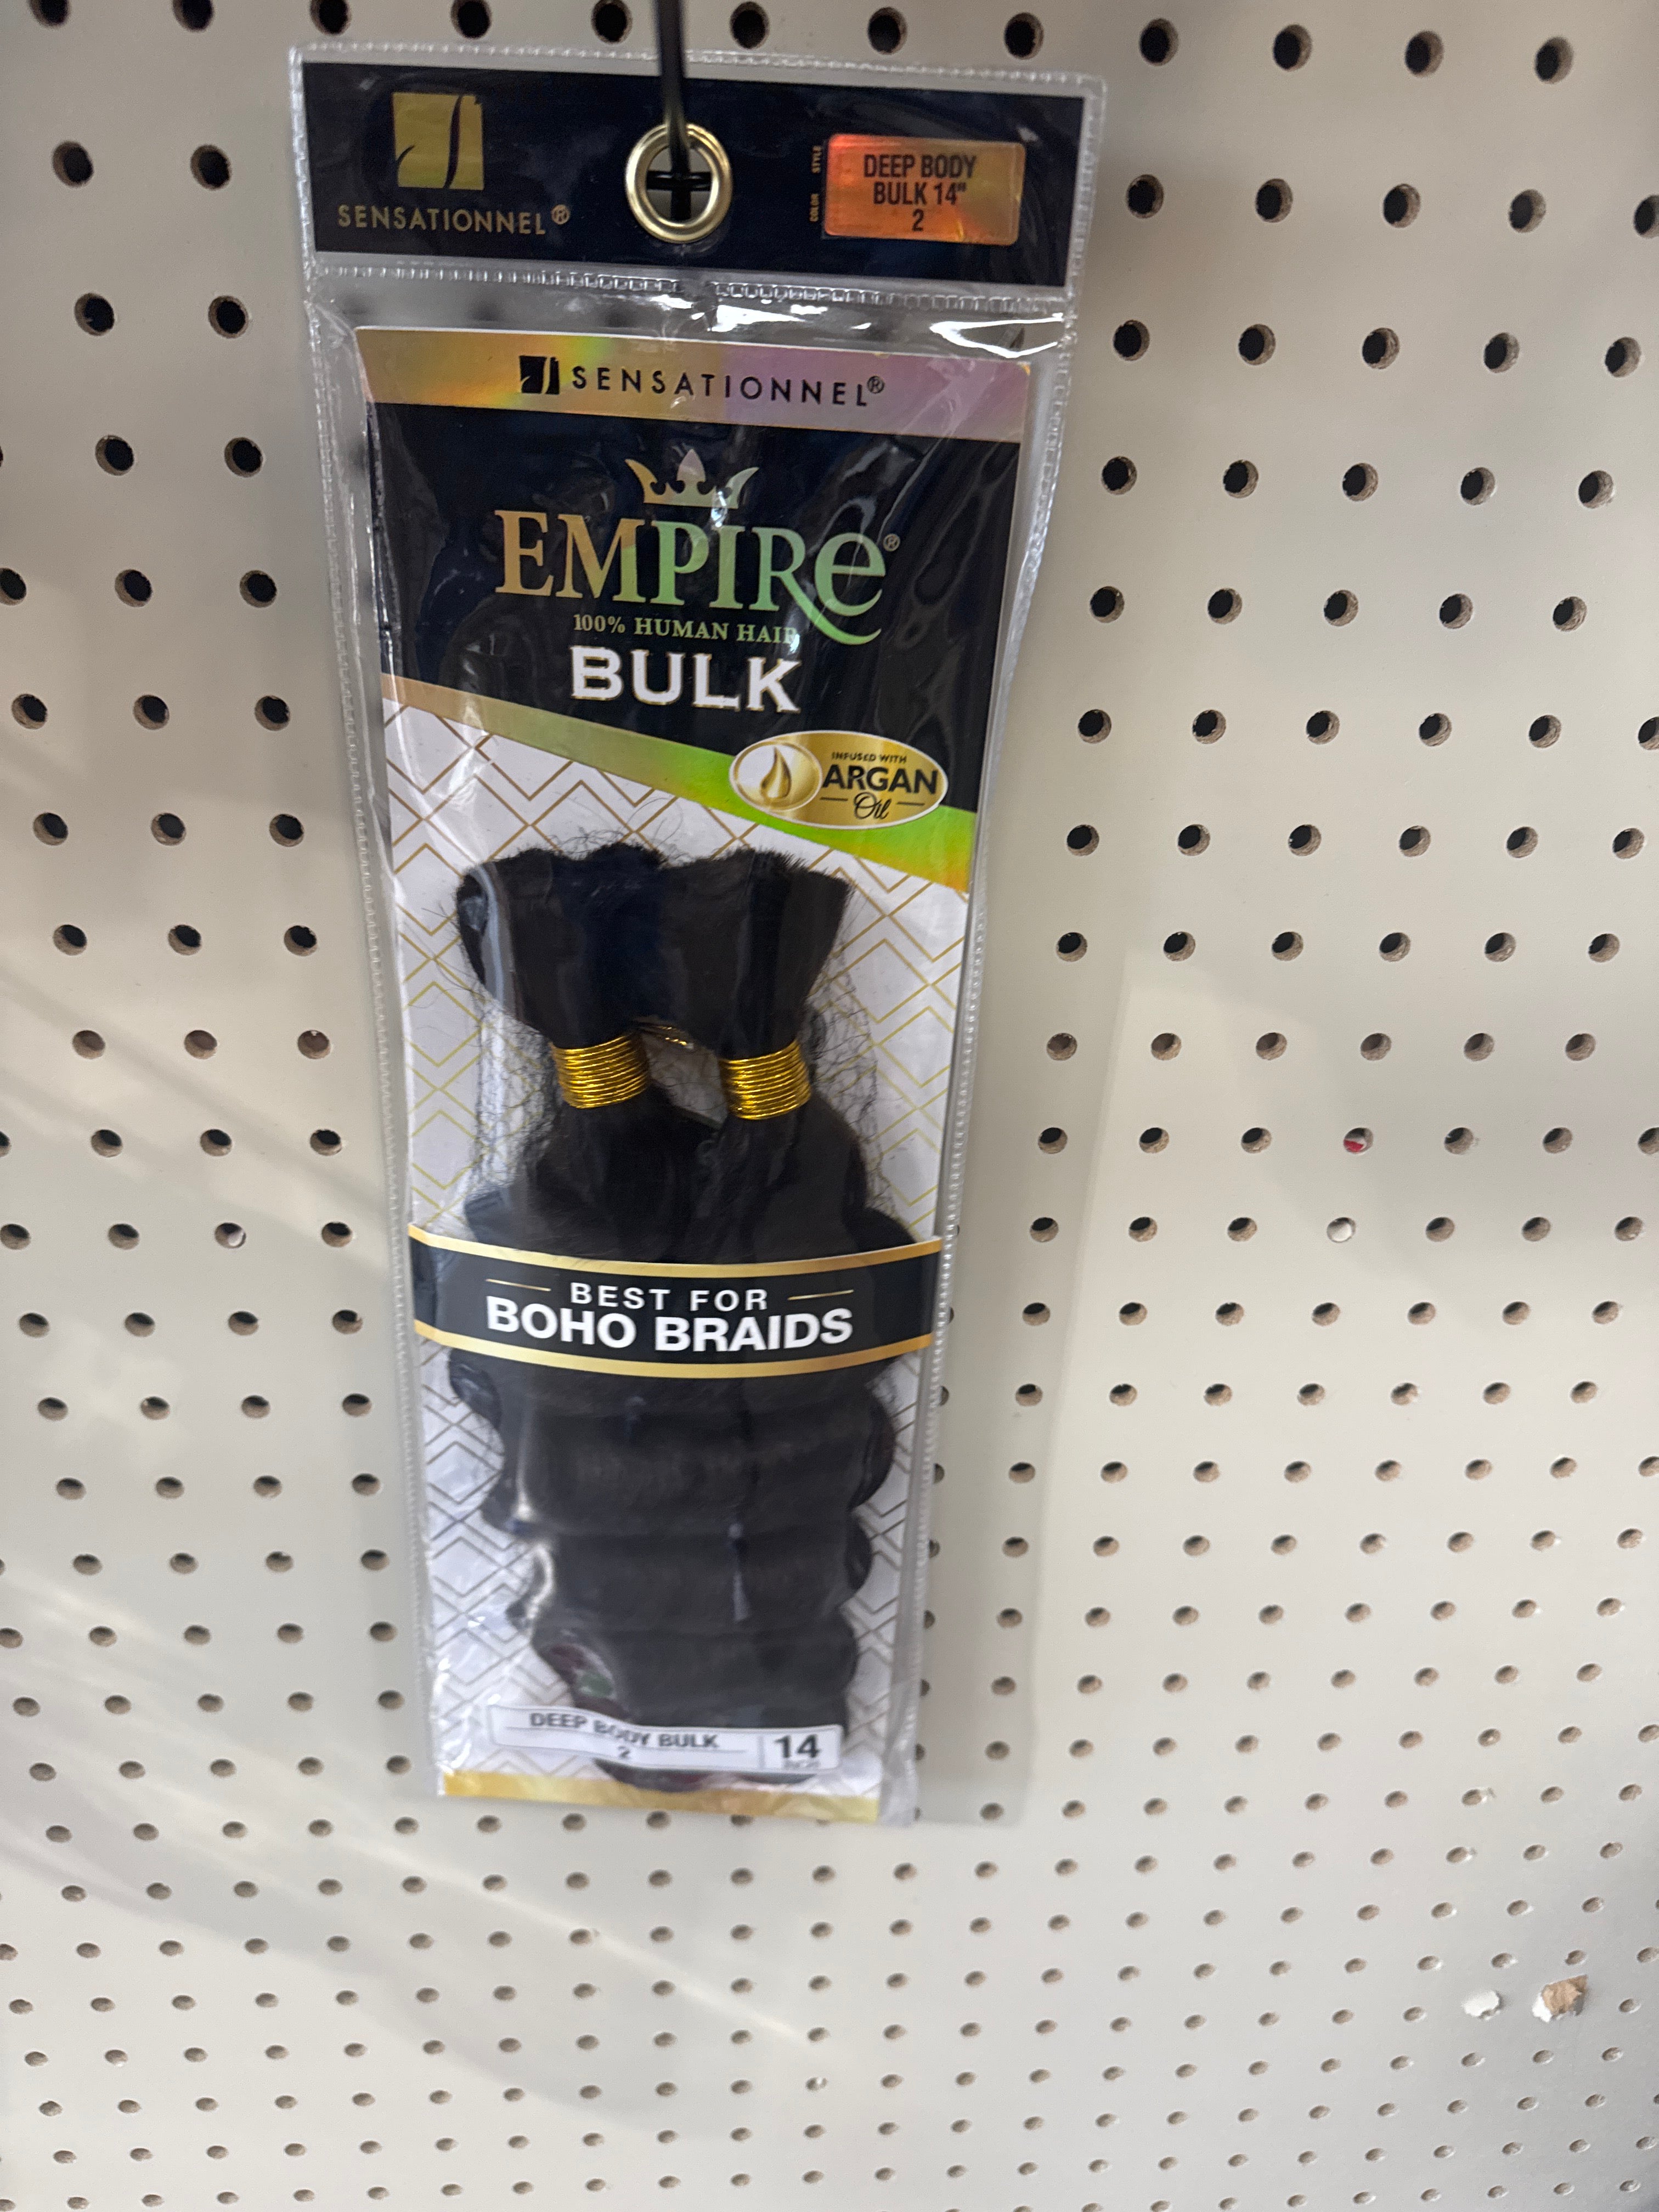 SENSATIONNEL®
STYLE
COLOR
DEEP BODY
BULK 14"
2
SENSATIONNEL®
EMPIRe®
100% HUMAN HAIR
BULK
INFUSED WITH
ARGAN
Oil
BEST FOR
BOHO BRAIDS
DEEP BODY BULK
2
14